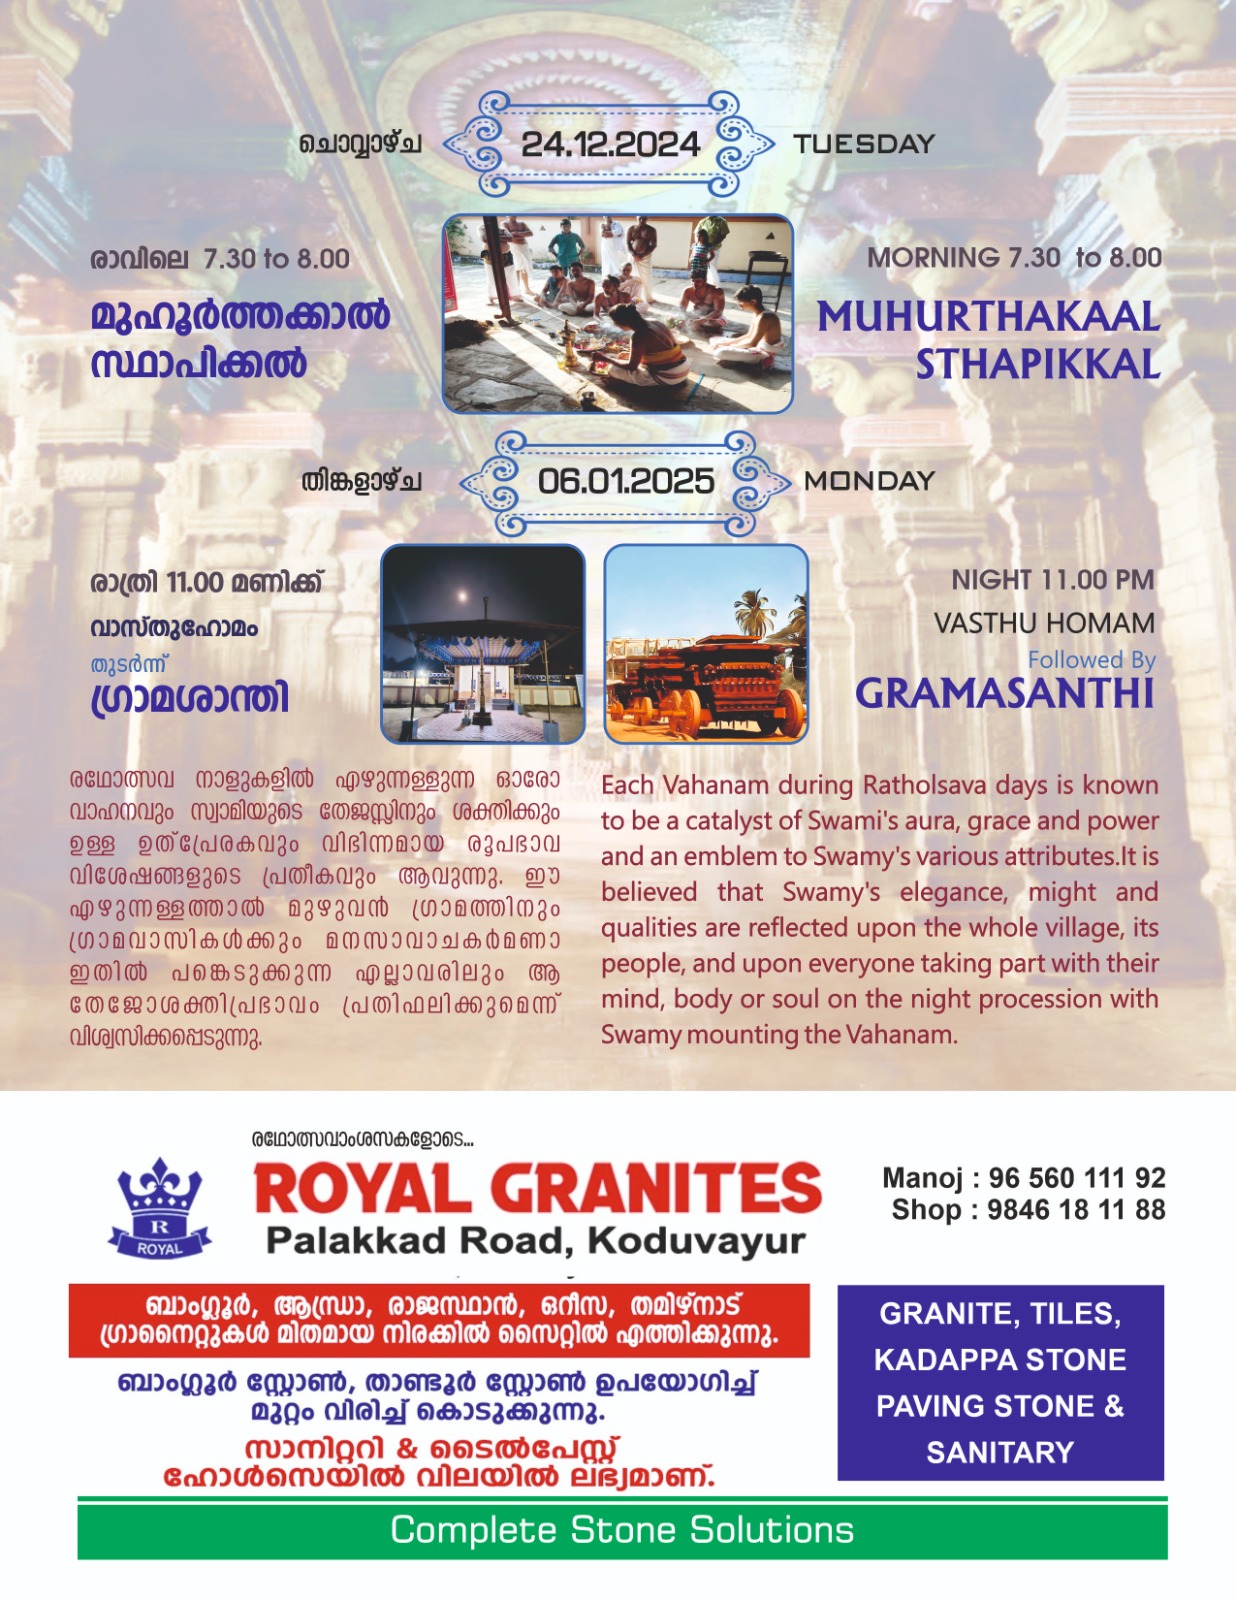 ചൊവ്വാഴ്ച 24.12.2024 TUESDAY
രാവിലെ 7.30 to 8.00
മുഹൂർത്തക്കാൽ
സ്ഥാപിക്കൽ
MORNING 7.30 to 8.00
MUHURTHAKAAL
STHAPIKKAL
തിങ്കളാഴ്ച 06.01.2025 MONDAY
രാത്രി 11.00 മണിക്ക്
വാസ്തുഹോമം
തുടർന്ന്
ഗ്രാമശാന്തി
NIGHT 11.00 PM
VASTHU HOMAM
Followed By
GRAMASANTHI
രഥോത്സവ നാളുകളിൽ എഴുന്നള്ളുന്ന ഓരോ
വാഹനവും സ്വാമിയുടെ തേജസ്സിനും ശക്തിക്കും
ഉള്ള ഉത്പ്രേരകവും വിഭിന്നമായ രൂപഭാവ
വിശേഷങ്ങളുടെ പ്രതീകവും ആവുന്നു. ഈ
എഴുന്നള്ളത്താൽ മുഴുവൻ ഗ്രാമത്തിനും
ഗ്രാമവാസികൾക്കും മനസാവാചകർമണാ
ഇതിൽ പങ്കെടുക്കുന്ന എല്ലാവരിലും ആ
തേജോശക്തിപ്രഭാവം പ്രതിഫലിക്കുമെന്ന്
വിശ്വസിക്കപ്പെടുന്നു.
Each Vahanam during Ratholsava days is known
to be a catalyst of Swami's aura, grace and power
and an emblem to Swamy's various attributes.It is
believed that Swamy's elegance, might and
qualities are reflected upon the whole village, its
people, and upon everyone taking part with their
mind, body or soul on the night procession with
Swamy mounting the Vahanam.
രഥോത്സവാംശസകളോടെ...
R
ROYAL
ROYAL GRANITES
Palakkad Road, Koduvayur
Manoj : 96 560 111 92
Shop : 9846 18 11 88
ബാംഗ്ലൂർ, ആന്ധ്രാ, രാജസ്ഥാൻ, ഒറീസ, തമിഴ്നാട്
ഗ്രാനൈറ്റുകൾ മിതമായ നിരക്കിൽ സൈറ്റിൽ എത്തിക്കുന്നു.
ബാംഗ്ലൂർ സ്റ്റോൺ, താണ്ടൂർ സ്റ്റോൺ ഉപയോഗിച്ച്
മുറ്റം വിരിച്ച് കൊടുക്കുന്നു.
സാനിറ്ററി & ടൈൽപേസ്റ്റ്
ഹോൾസെയിൽ വിലയിൽ ലഭ്യമാണ്.
GRANITE, TILES,
KADAPPA STONE
PAVING STONE &
SANITARY
Complete Stone Solutions